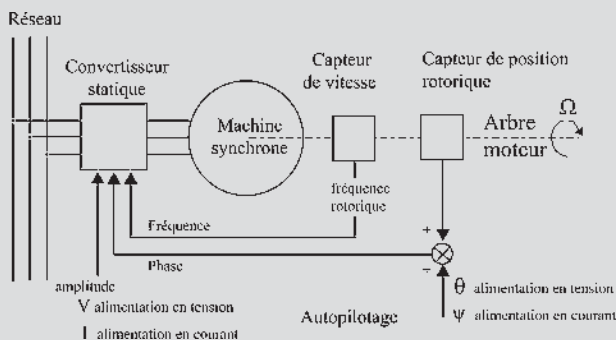 Réseau
Convertisseur
statique
Machine
synchrone
Capteur
de vitesse
Capteur de position
rotorique
Ω
Arbre
moteur
fréquence
rotorique
Fréquence
Phase
+
−
amplitude
V alimentation en tension
I alimentation en courant
Autopilotage
θ alimentation en tension
ψ alimentation en courant